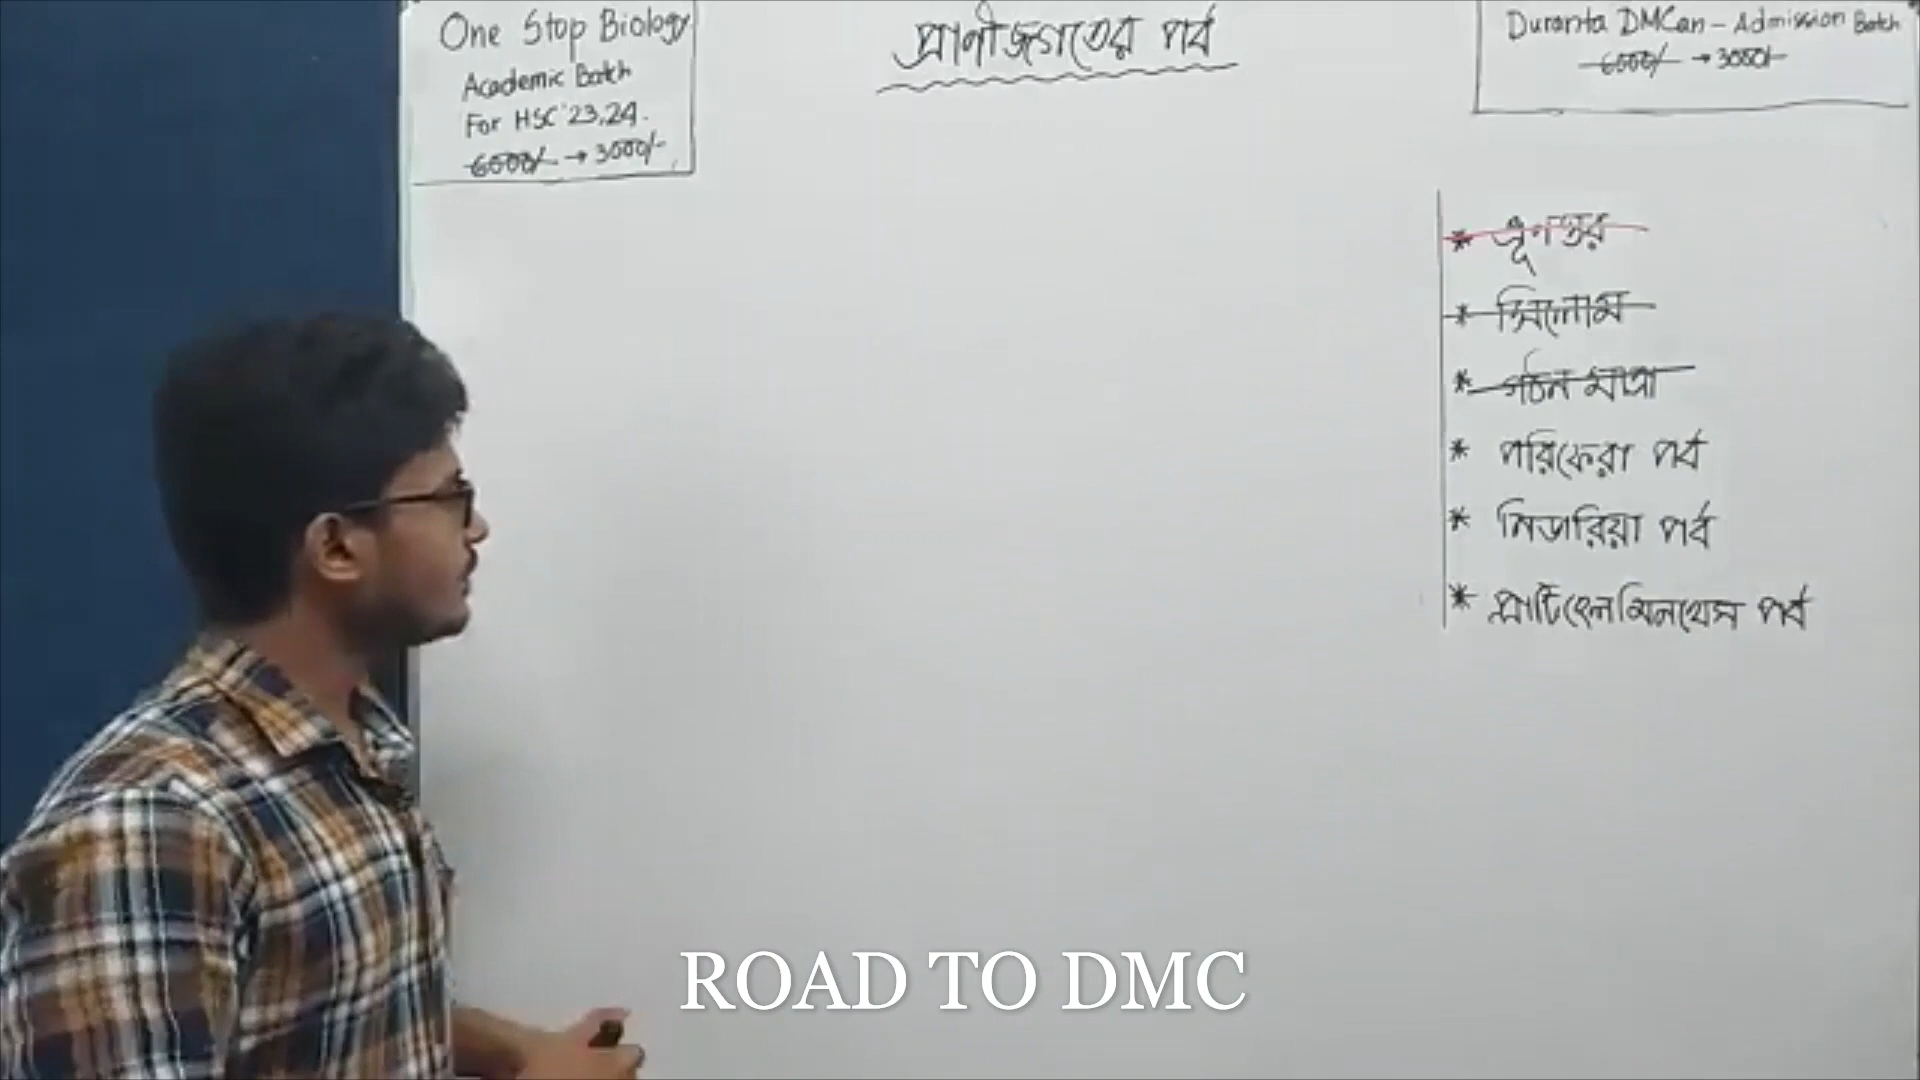 One Stop Biology
Academic Batch
For HSC '23,24.
6000/- → 3000/-
প্রাণীজগতের পর্ব
Duranta DMCan - Admission Batch
6000/- → 3000/-
* ভ্রূণস্তর
* সিলোম
* গঠন মাত্রা
* পরিফেরা পর্ব
* নিডারিয়া পর্ব
* প্লাটিহেলমিনথেস পর্ব
ROAD TO DMC